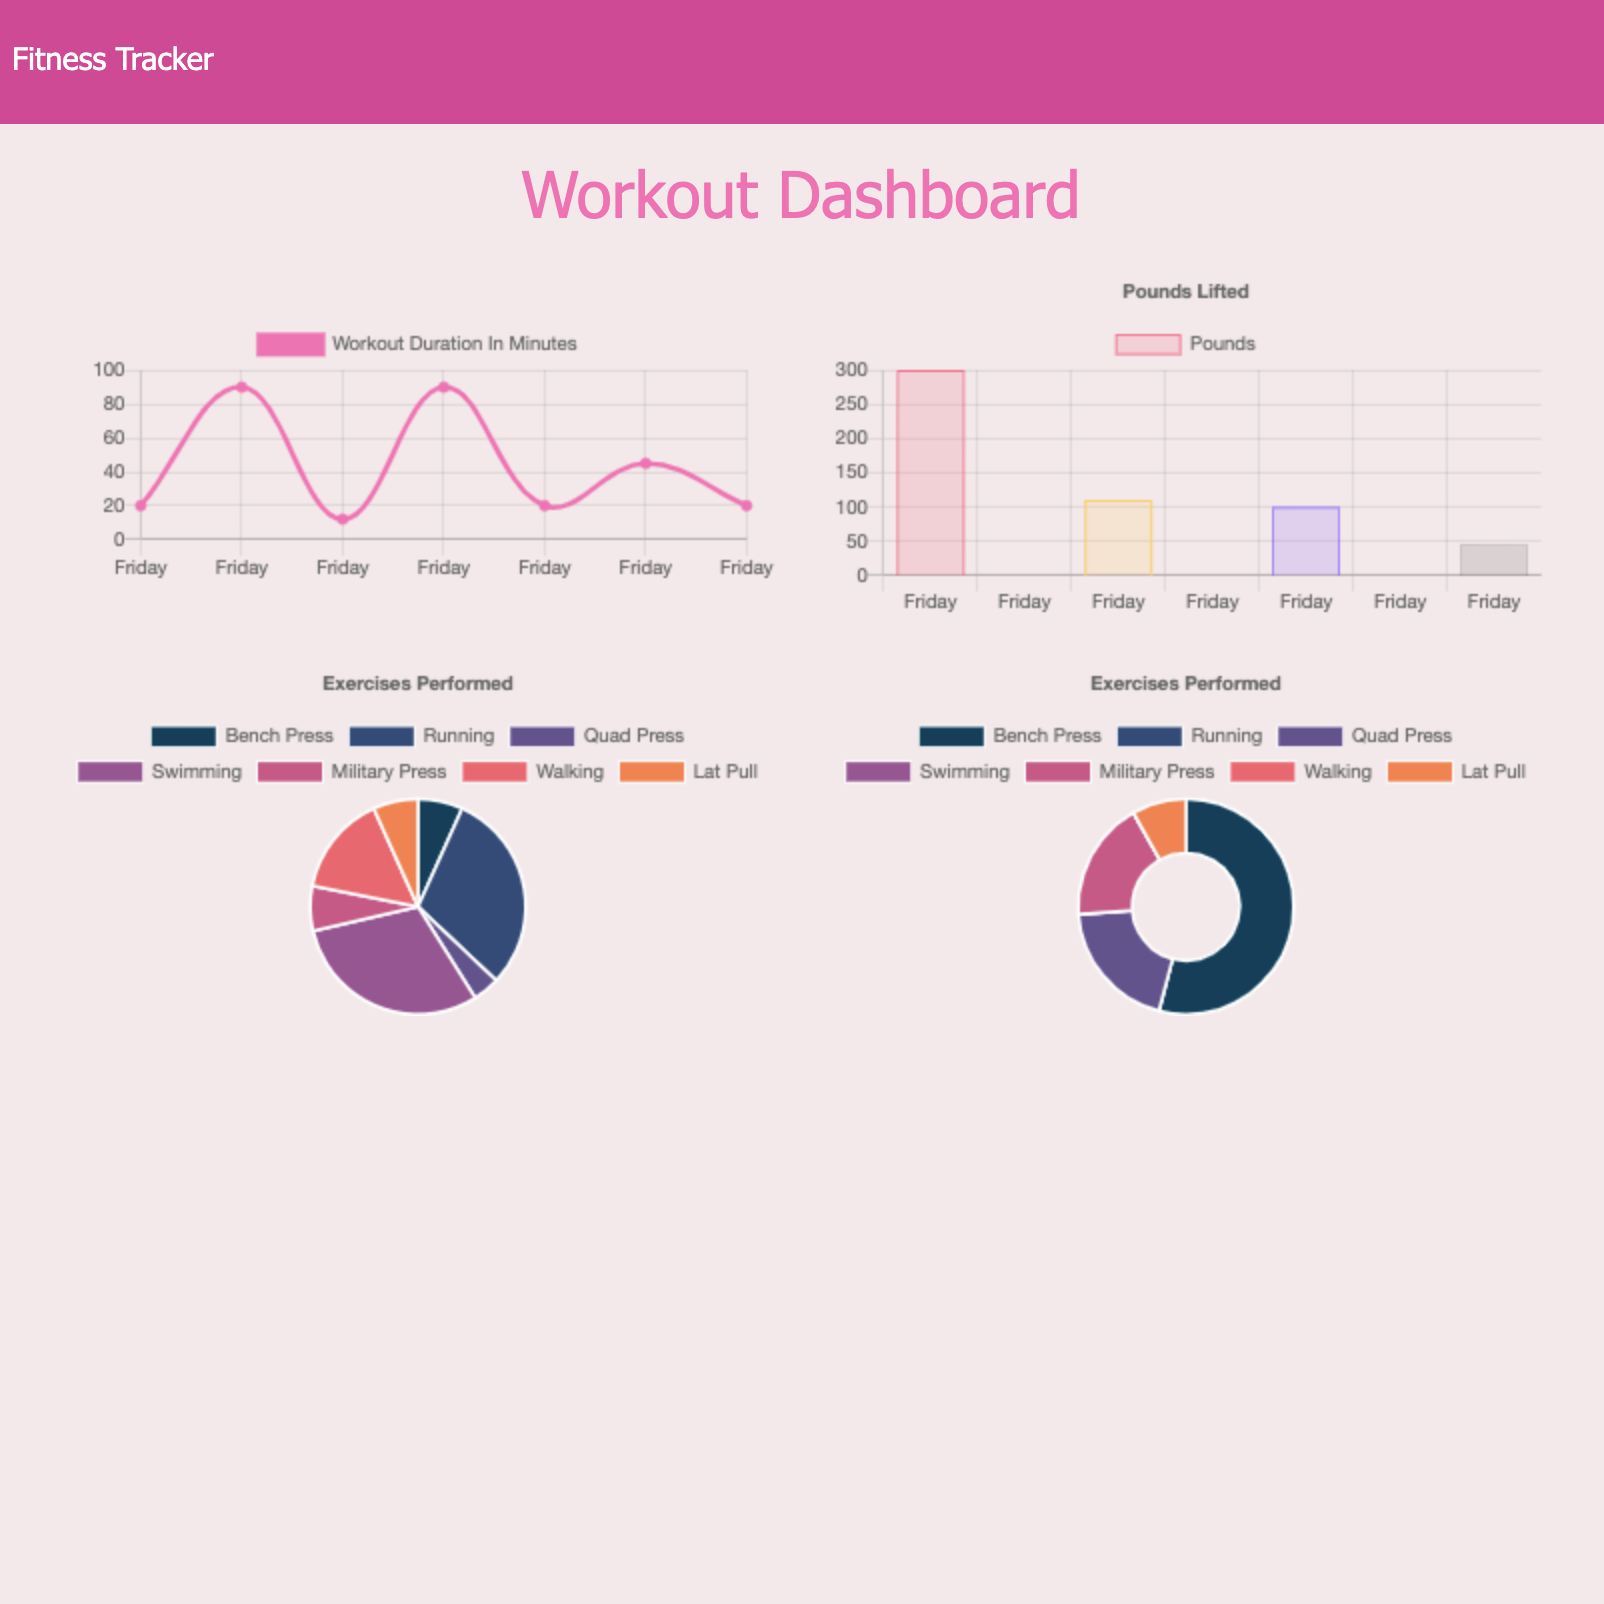 Fitness Tracker
Workout Dashboard
Workout Duration In Minutes
100
80
60
40
20
0
Friday Friday Friday Friday Friday Friday Friday
Pounds Lifted
Pounds
300
250
200
150
100
50
0
Friday Friday Friday Friday Friday Friday Friday
Exercises Performed
Bench Press Running Quad Press
Swimming Military Press Walking Lat Pull
Exercises Performed
Bench Press Running Quad Press
Swimming Military Press Walking Lat Pull